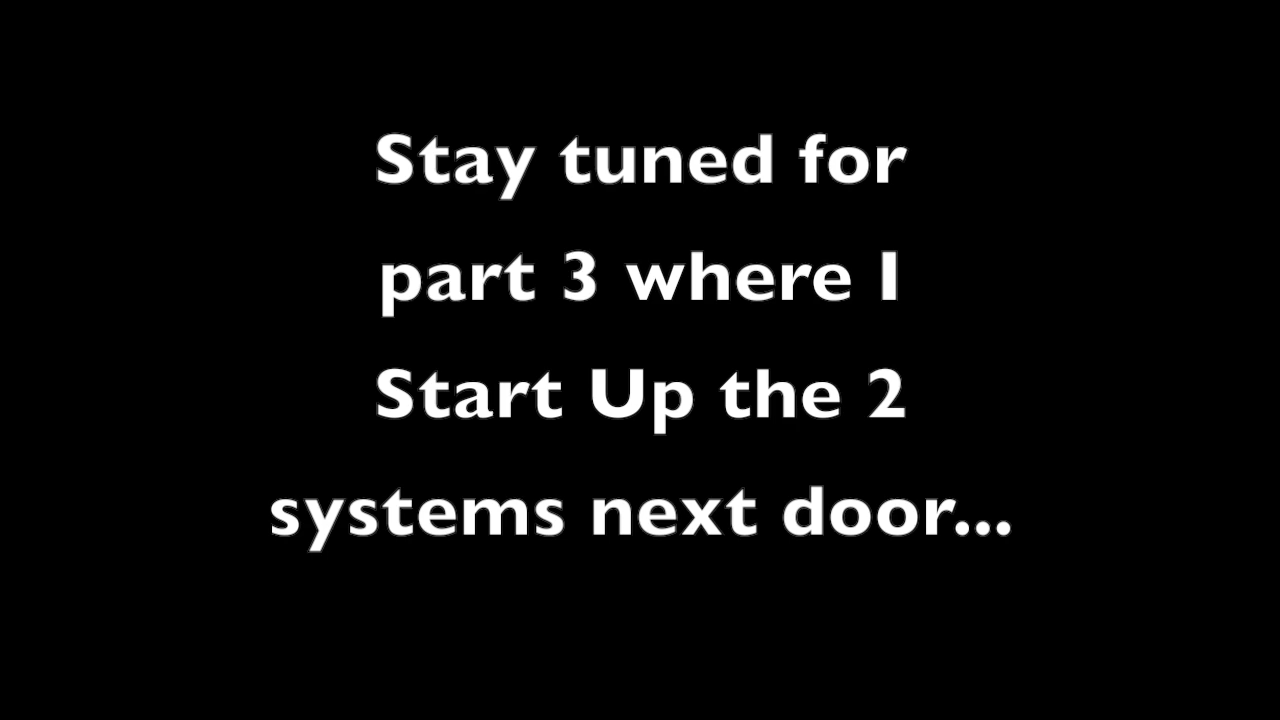 Stay tuned for
part 3 where I
Start Up the 2
systems next door...